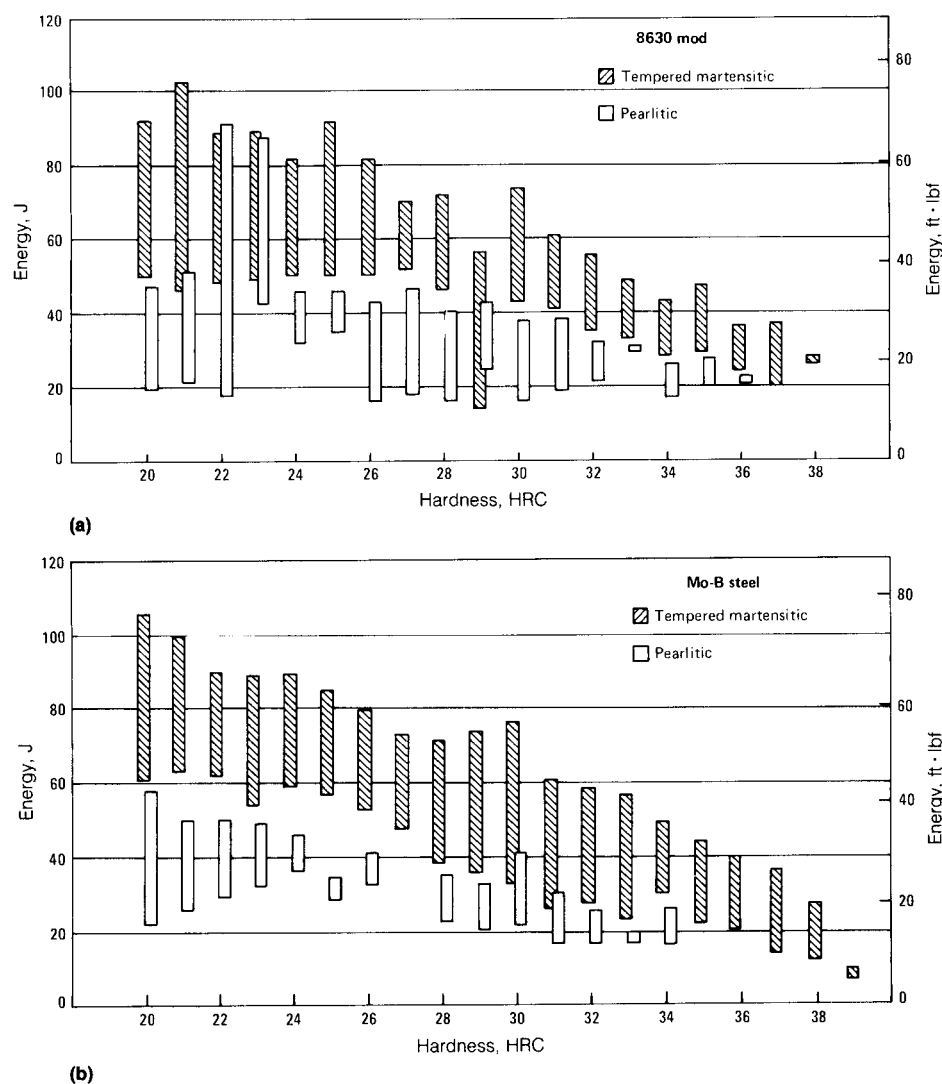 120
100
80
60
40
20
0
Energy, J
8630 mod
Tempered martensitic
Pearlitic
80
60
40
20
0
Energy, ft · lbf
20 22 24 26 28 30 32 34 36 38
Hardness, HRC
(a)
120
100
80
60
40
20
0
Energy, J
Mo-B steel
Tempered martensitic
Pearlitic
80
60
40
20
0
Energy, ft · lbf
20 22 24 26 28 30 32 34 36 38
Hardness, HRC
(b)